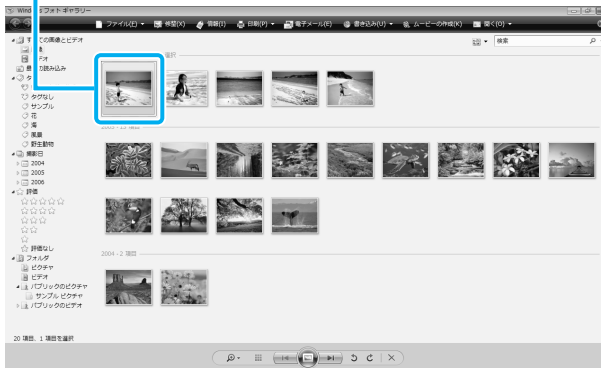 Windows フォト ギャラリー
ファイル(F) 修整(X) 情報(I) 印刷(P) 電子メール(E) 書き込み(U) ムービーの作成(K) 開く(O)
検索
すべての画像とビデオ
ビデオ
の読み込み
タグなし
サンプル
花
海
風景
野生動物
撮影日
2004
2005
2006
評価
評価なし
フォルダ
ピクチャ
ビデオ
パブリックのピクチャ
サンプル ピクチャ
パブリックのビデオ
選択
2005 - 13 項目
2004 - 2 項目
20 項目、1 項目を選択